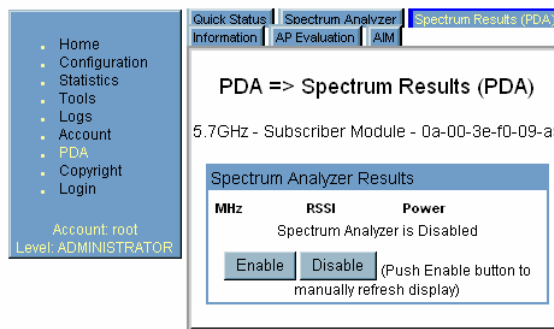 Quick Status Spectrum Analyzer Spectrum Results (PDA)
Information AP Evaluation AIM
Home
Configuration
Statistics
Tools
Logs
Account
PDA
Copyright
Login
Account: root
Level: ADMINISTRATOR
PDA => Spectrum Results (PDA)
5.7GHz - Subscriber Module - 0a-00-3e-f0-09-a
Spectrum Analyzer Results
MHz RSSI Power
Spectrum Analyzer is Disabled
Enable Disable (Push Enable button to
manually refresh display)